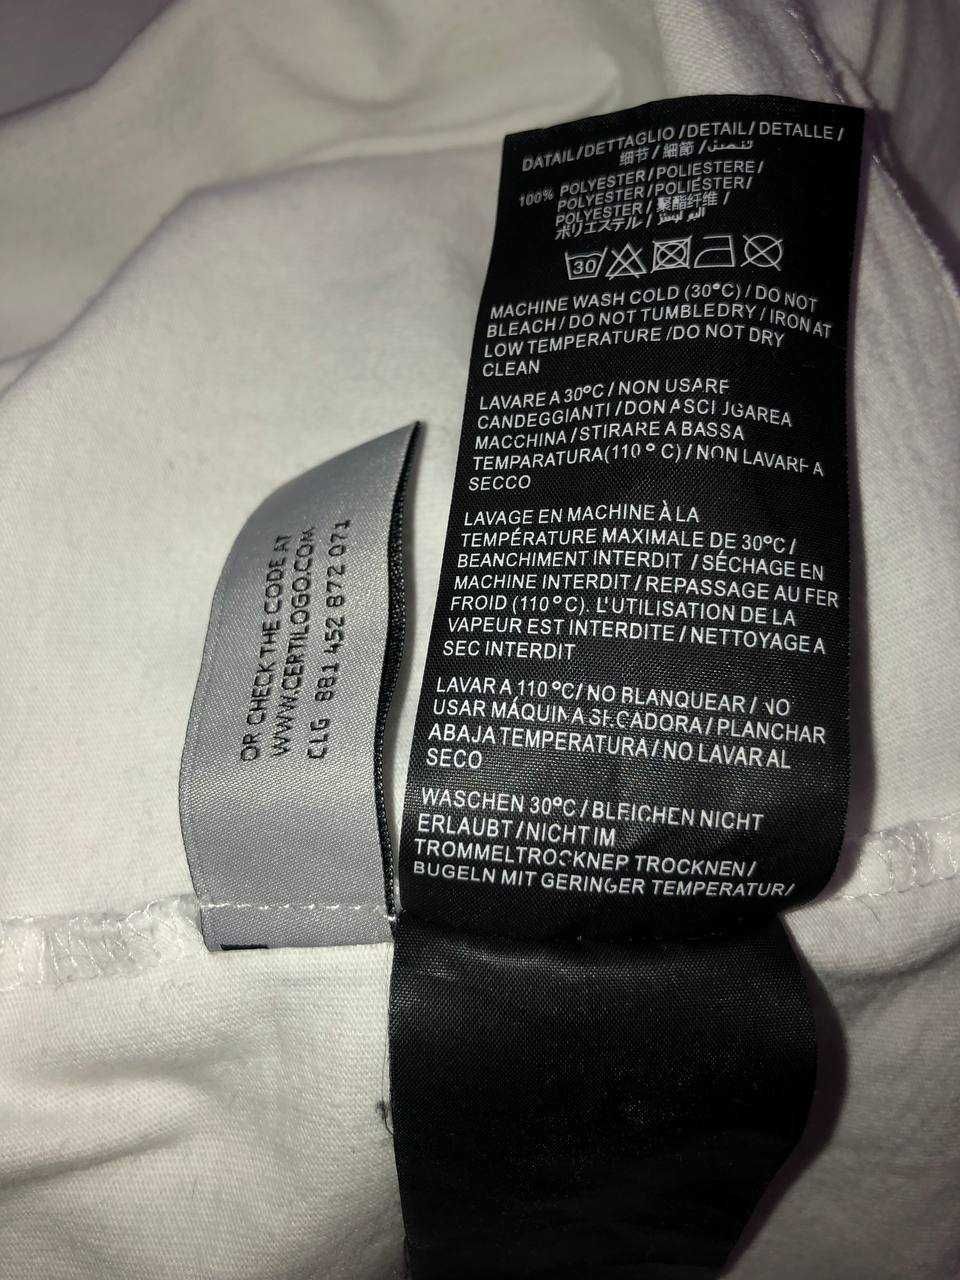 DATAIL/DETTAGLIO/DETAIL/DETALLE/
细节/細節/
100% POLYESTER/POLIESTERE/
POLYESTER/POLIÉSTER/
POLYESTER/聚酯纤维/
ポリエステル/
30
MACHINE WASH COLD (30°C)/DO NOT
BLEACH/DO NOT TUMBLEDRY/IRON AT
LOW TEMPERATURE/DO NOT DRY
CLEAN
LAVARE A 30°C/NON USARE
CANDEGGIANTI/DON ASCIJGAREA
MACCHINA/STIRARE A BASSA
TEMPARATURA(110°C)/NON LAVARE A
SECCO
LAVAGE EN MACHINE À LA
TEMPÉRATURE MAXIMALE DE 30°C/
BEANCHIMENT INTERDIT /SÉCHAGE EN
MACHINE INTERDIT/REPASSAGE AU FER
FROID (110°C). L'UTILISATION DE LA
VAPEUR EST INTERDITE/NETTOYAGE A
SEC INTERDIT
LAVAR A 110°C/NO BLANQUEAR/NO
USAR MÁQUINA SECADORA/PLANCHAR
ABAJA TEMPERATURA/NO LAVAR AL
SECO
WASCHEN 30°C/BLEICHEN NICHT
ERLAUBT/NICHT IM
TROMMELTROCKNEP TROCKNEN/
BUGELN MIT GERINGER TEMPERATUR/
OR CHECK THE CODE AT
WWW.CERTILOGO.COM
CLG 881 452 872 071